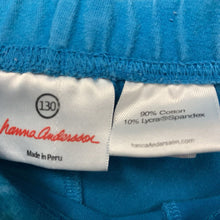 130
hanna Andersson
Made in Peru
90% Cotton
10% Lycra®Spandex
hannaAndersson.com